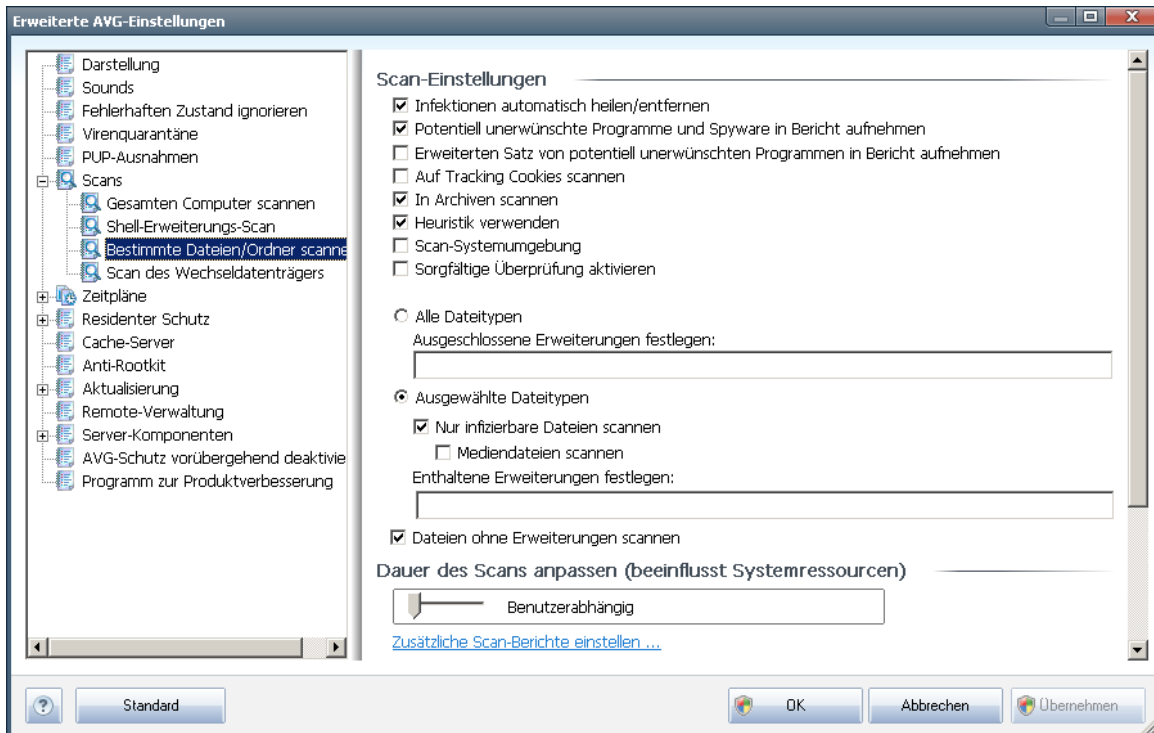 Erweiterte AVG-Einstellungen
Darstellung
Sounds
Fehlerhaften Zustand ignorieren
Virenquarantäne
PUP-Ausnahmen
Scans
Gesamten Computer scannen
Shell-Erweiterungs-Scan
Bestimmte Dateien/Ordner scanne
Scan des Wechseldatenträgers
Zeitpläne
Residenter Schutz
Cache-Server
Anti-Rootkit
Aktualisierung
Remote-Verwaltung
Server-Komponenten
AVG-Schutz vorübergehend deaktivie
Programm zur Produktverbesserung
Scan-Einstellungen
Infektionen automatisch heilen/entfernen
Potentiell unerwünschte Programme und Spyware in Bericht aufnehmen
Erweiterten Satz von potentiell unerwünschten Programmen in Bericht aufnehmen
Auf Tracking Cookies scannen
In Archiven scannen
Heuristik verwenden
Scan-Systemumgebung
Sorgfältige Überprüfung aktivieren
Alle Dateitypen
Ausgeschlossene Erweiterungen festlegen:
Ausgewählte Dateitypen
Nur infizierbare Dateien scannen
Mediendateien scannen
Enthaltene Erweiterungen festlegen:
Dateien ohne Erweiterungen scannen
Dauer des Scans anpassen (beeinflusst Systemressourcen)
Benutzerabhängig
Zusätzliche Scan-Berichte einstellen ...
? Standard OK Abbrechen Übernehmen